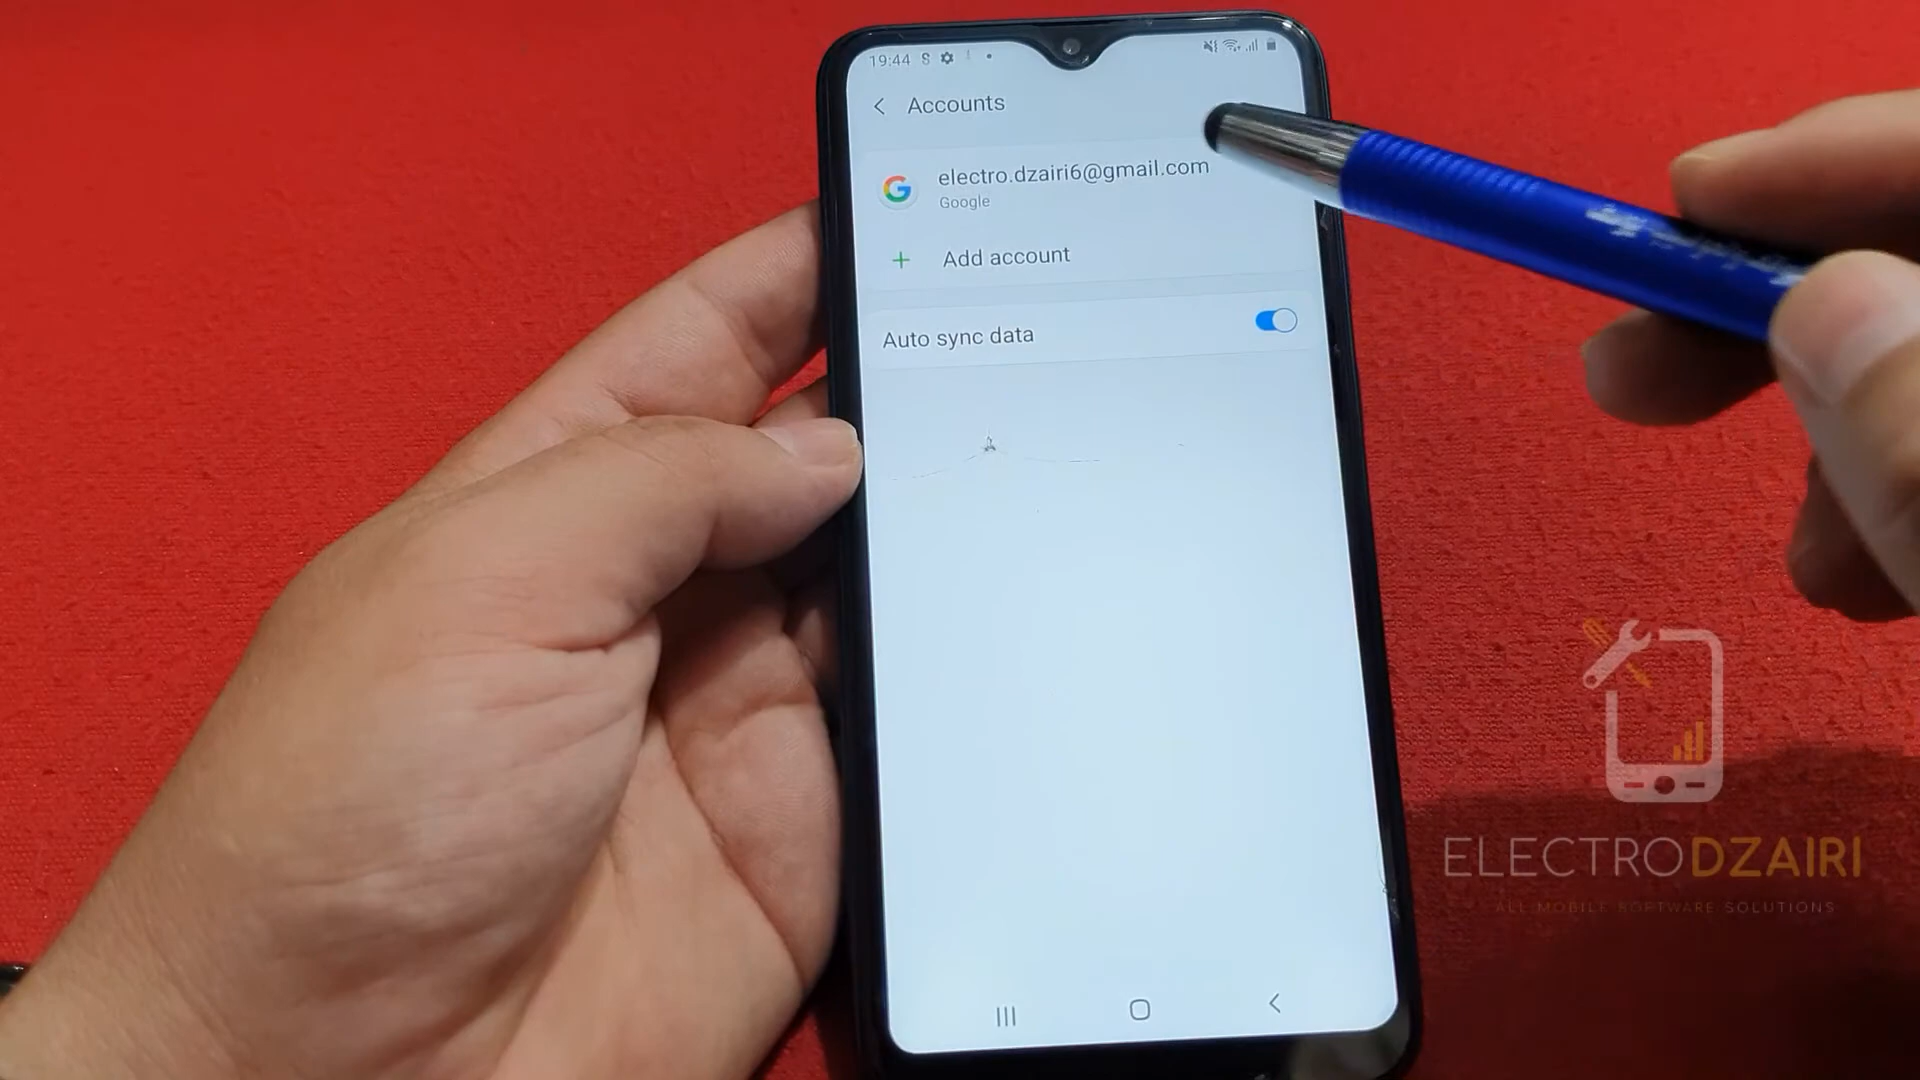 19:44
Accounts
electro.dzairi6@gmail.com
Google
Add account
Auto sync data
ELECTRODZAIRI
ALL MOBILE SOFTWARE SOLUTIONS